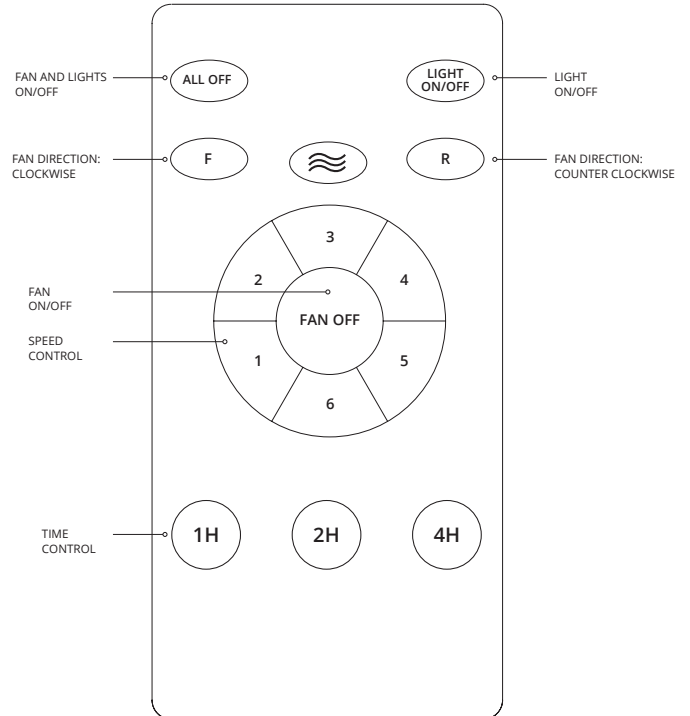 FAN AND LIGHTS
ON/OFF
ALL OFF
LIGHT
ON/OFF
LIGHT
ON/OFF
FAN DIRECTION:
CLOCKWISE
F
R
FAN DIRECTION:
COUNTER CLOCKWISE
3
2
4
FAN
ON/OFF
FAN OFF
SPEED
CONTROL
1
5
6
TIME
CONTROL
1H
2H
4H